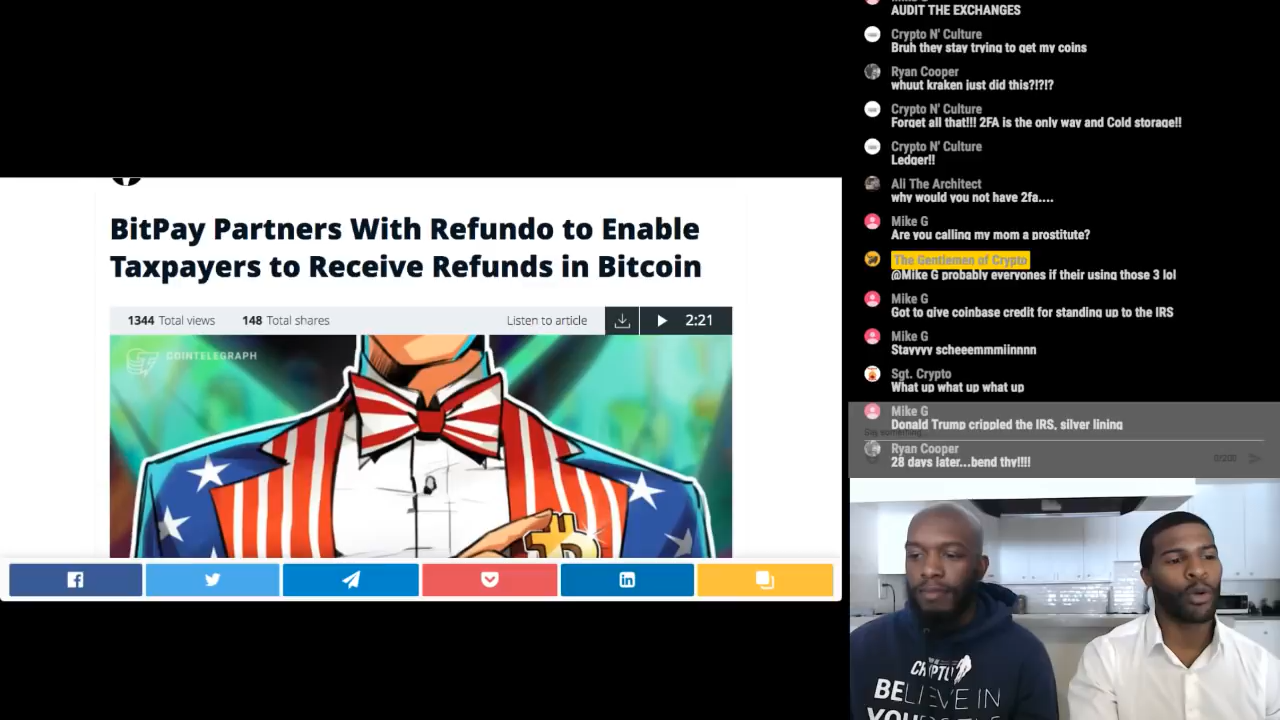 BitPay Partners With Refundo to Enable
Taxpayers to Receive Refunds in Bitcoin
1344 Total views 148 Total shares Listen to article 2:21
COINTELEGRAPH
AUDIT THE EXCHANGES
Crypto N' Culture
Bruh they stay trying to get my coins
Ryan Cooper
whuut kraken just did this?!?!?
Crypto N' Culture
Forget all that!!! 2FA is the only way and Cold storage!!
Crypto N' Culture
Ledger!!
Ali The Architect
why would you not have 2fa....
Mike G
Are you calling my mom a prostitute?
The Gentlemen of Crypto
@Mike G probably everyones if their using those 3 lol
Mike G
Got to give coinbase credit for standing up to the IRS
Mike G
Stayyyy scheeemmmiinnnn
Sgt. Crypto
What up what up what up
Mike G
Donald Trump crippled the IRS, silver lining
Ryan Cooper
28 days later...bend thy!!!!
CRYPTO
BELIEVE IN